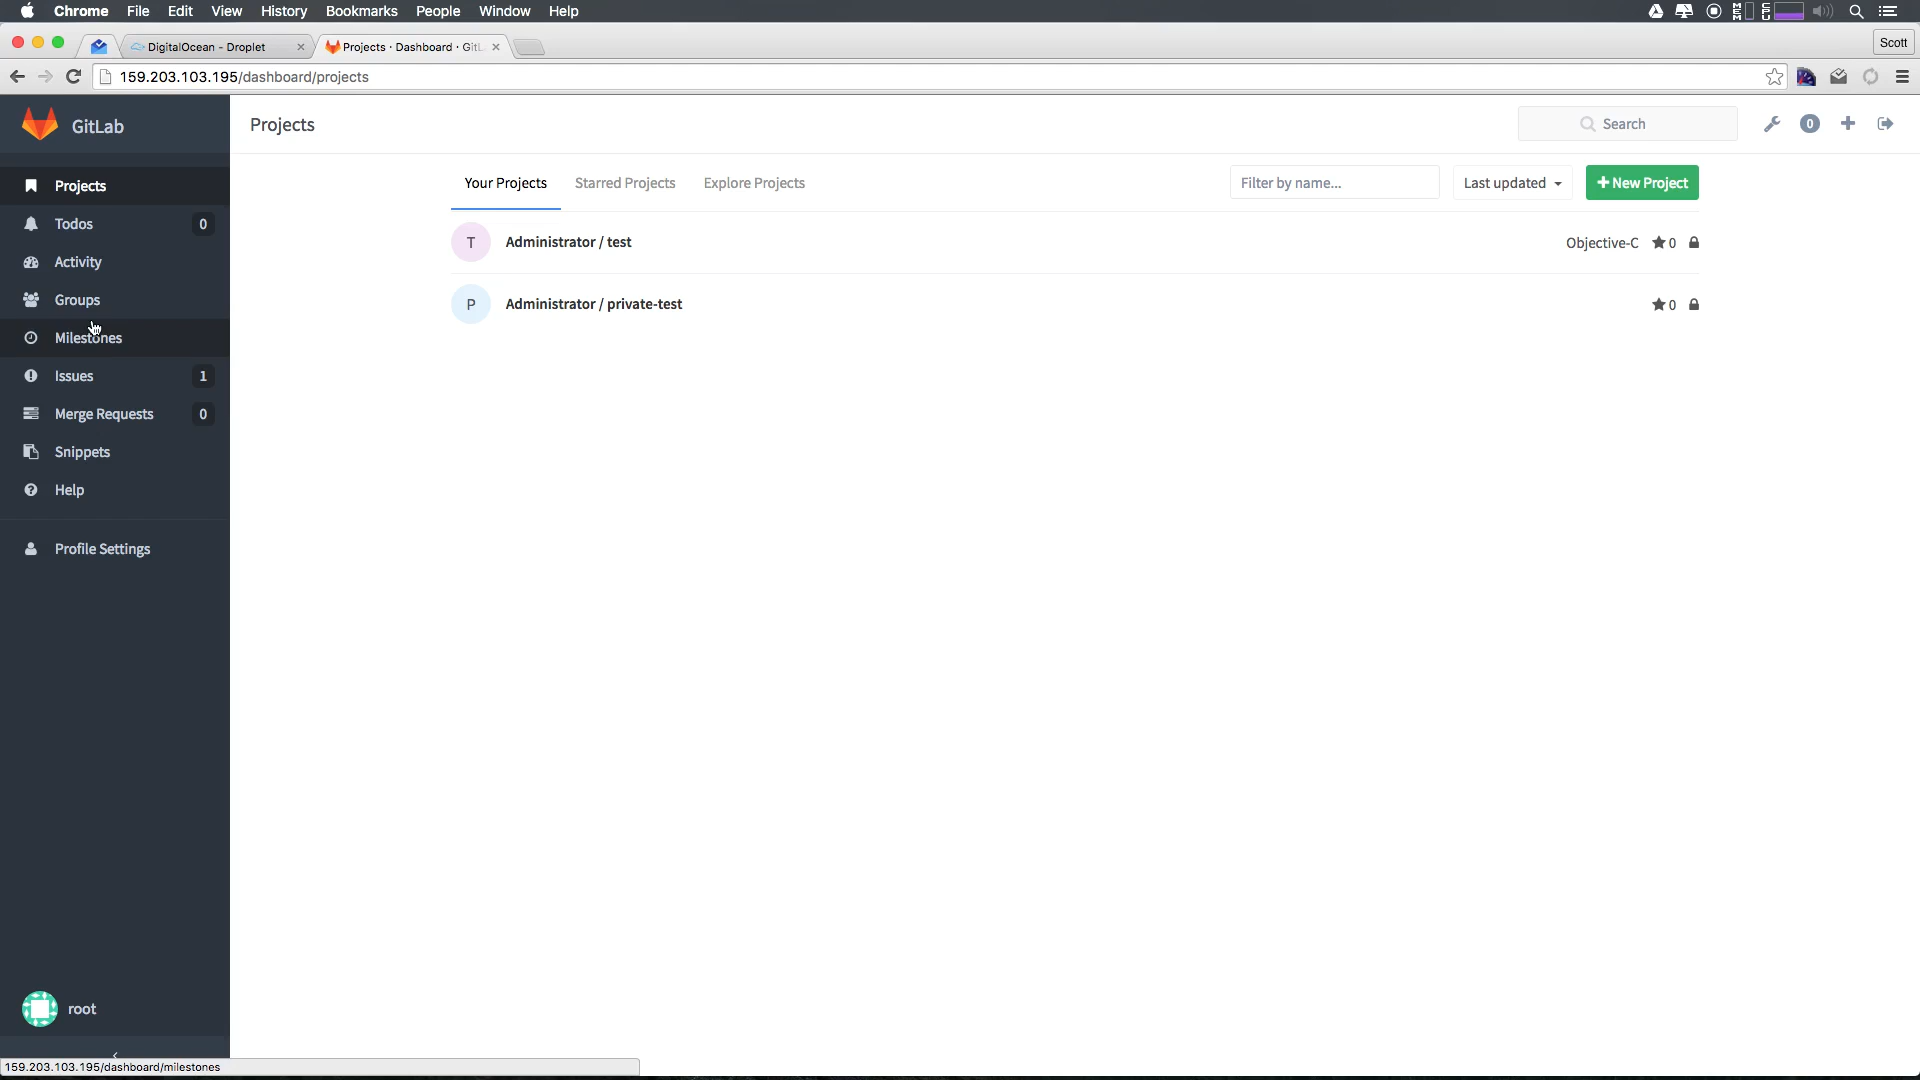 Chrome File Edit View History Bookmarks People Window Help
MEM CPU
DigitalOcean - Droplet
Projects · Dashboard · GitL
Scott
159.203.103.195/dashboard/projects
GitLab
Projects
Search
0
Projects
Todos 0
Activity
Groups
Milestones
Issues 1
Merge Requests 0
Snippets
Help
Profile Settings
Your Projects Starred Projects Explore Projects
Filter by name...
Last updated
New Project
T Administrator / test Objective-C 0
P Administrator / private-test 0
root
159.203.103.195/dashboard/milestones